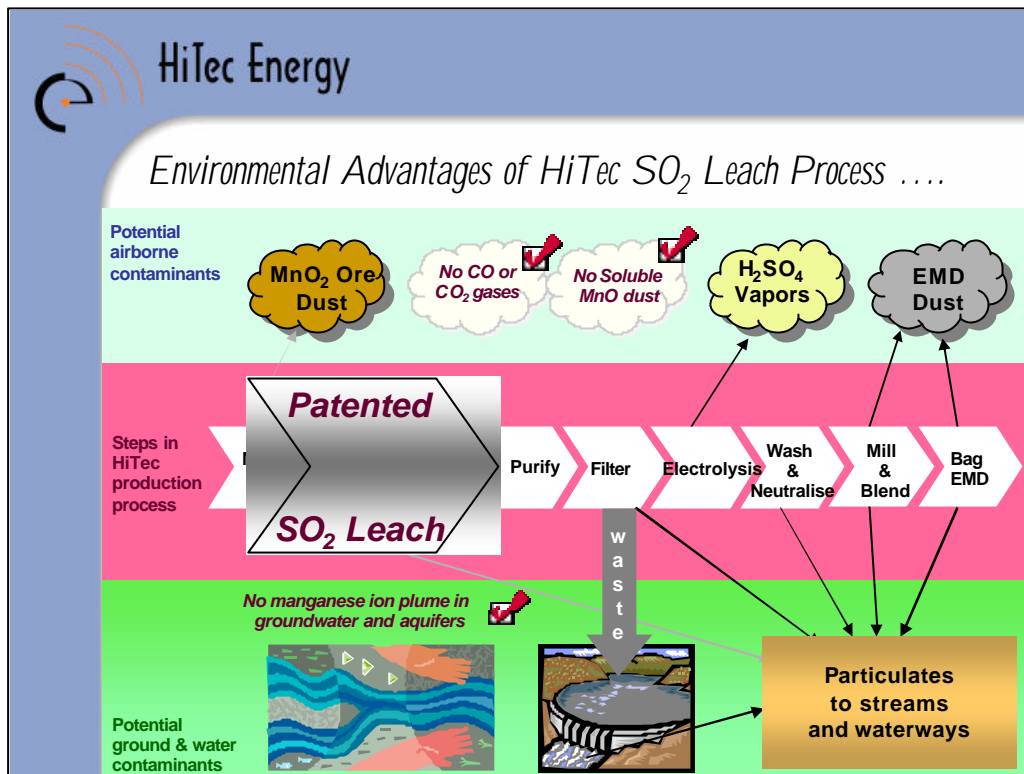 HiTec Energy
Environmental Advantages of HiTec SO₂ Leach Process ....
Potential
airborne
contaminants
MnO₂ Ore
Dust
No CO or
CO₂ gases
No Soluble
MnO dust
H₂SO₄
Vapors
EMD
Dust
Steps in
HiTec
production
process
Patented
SO₂ Leach
Purify
Filter
Electrolysis
Wash
&
Neutralise
Mill
&
Blend
Bag
EMD
waste
No manganese ion plume in
groundwater and aquifers
Particulates
to streams
and waterways
Potential
ground & water
contaminants